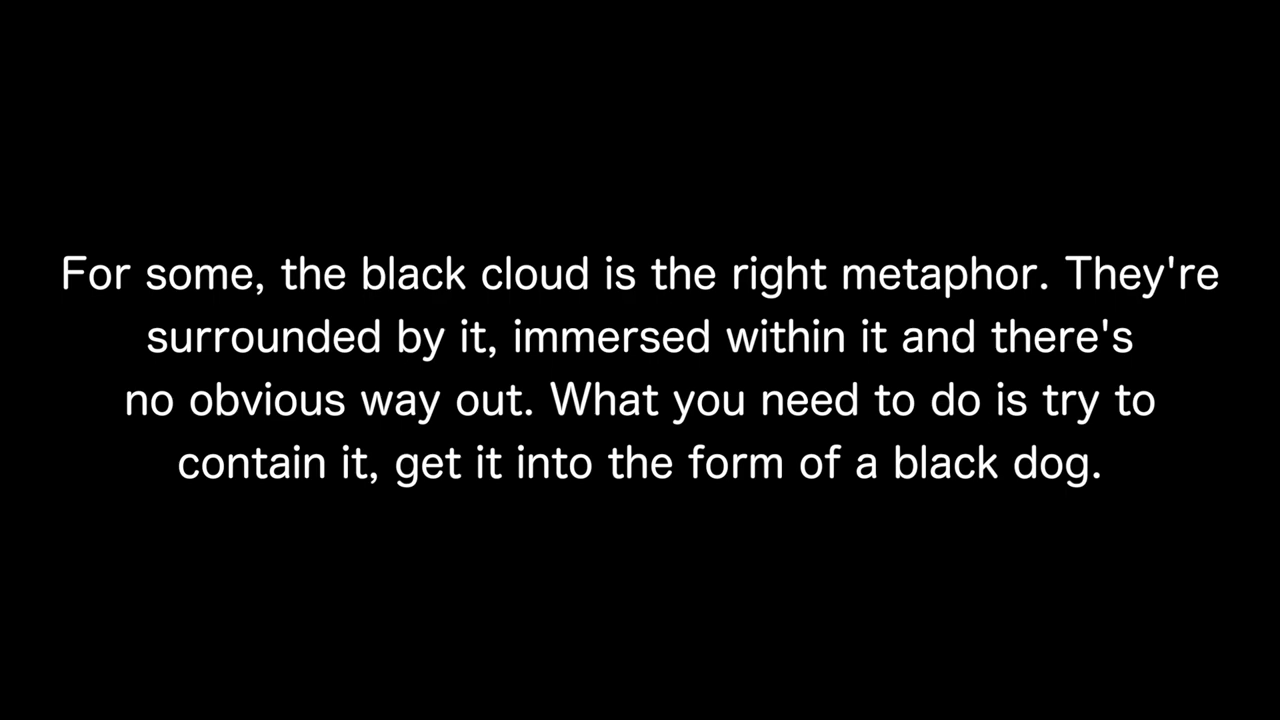 For some, the black cloud is the right metaphor. They're
surrounded by it, immersed within it and there's
no obvious way out. What you need to do is try to
contain it, get it into the form of a black dog.